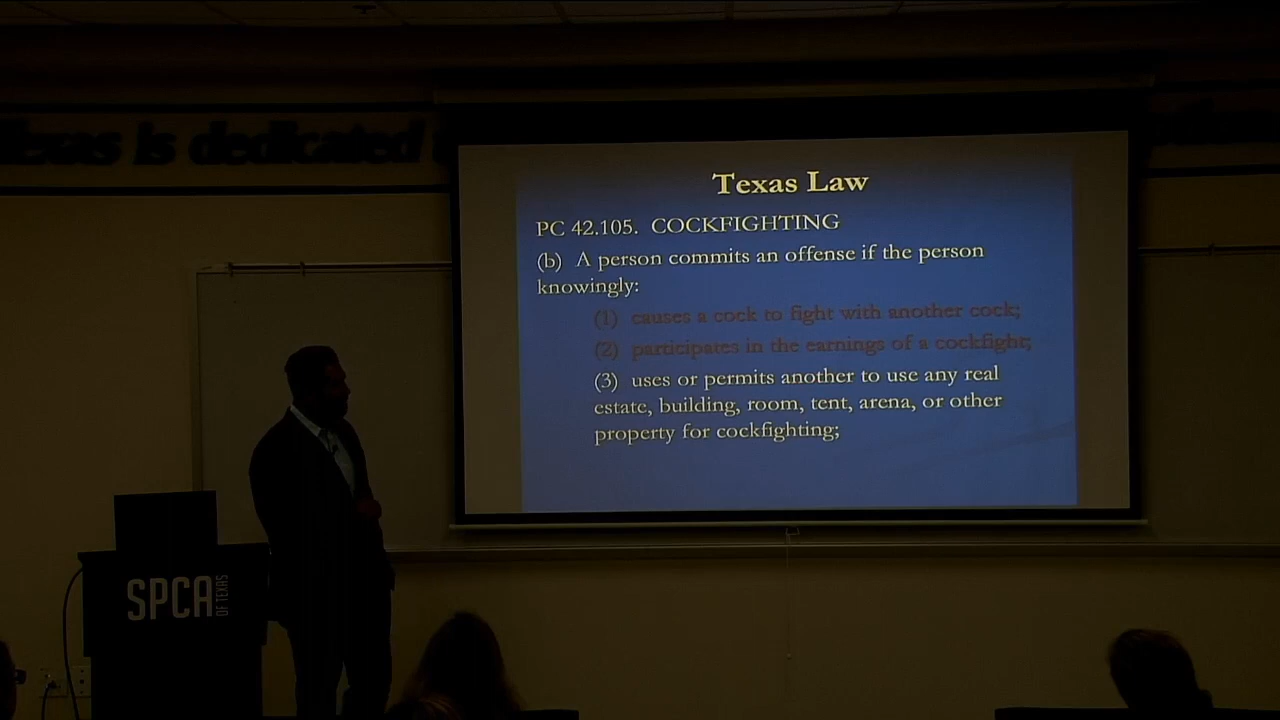 Texas is dedicated
Texas Law
PC 42.105. COCKFIGHTING
(b) A person commits an offense if the person
knowingly:
(1) causes a cock to fight with another cock;
(2) participates in the earnings of a cockfight;
(3) uses or permits another to use any real
estate, building, room, tent, arena, or other
property for cockfighting;
SPCA OF TEXAS